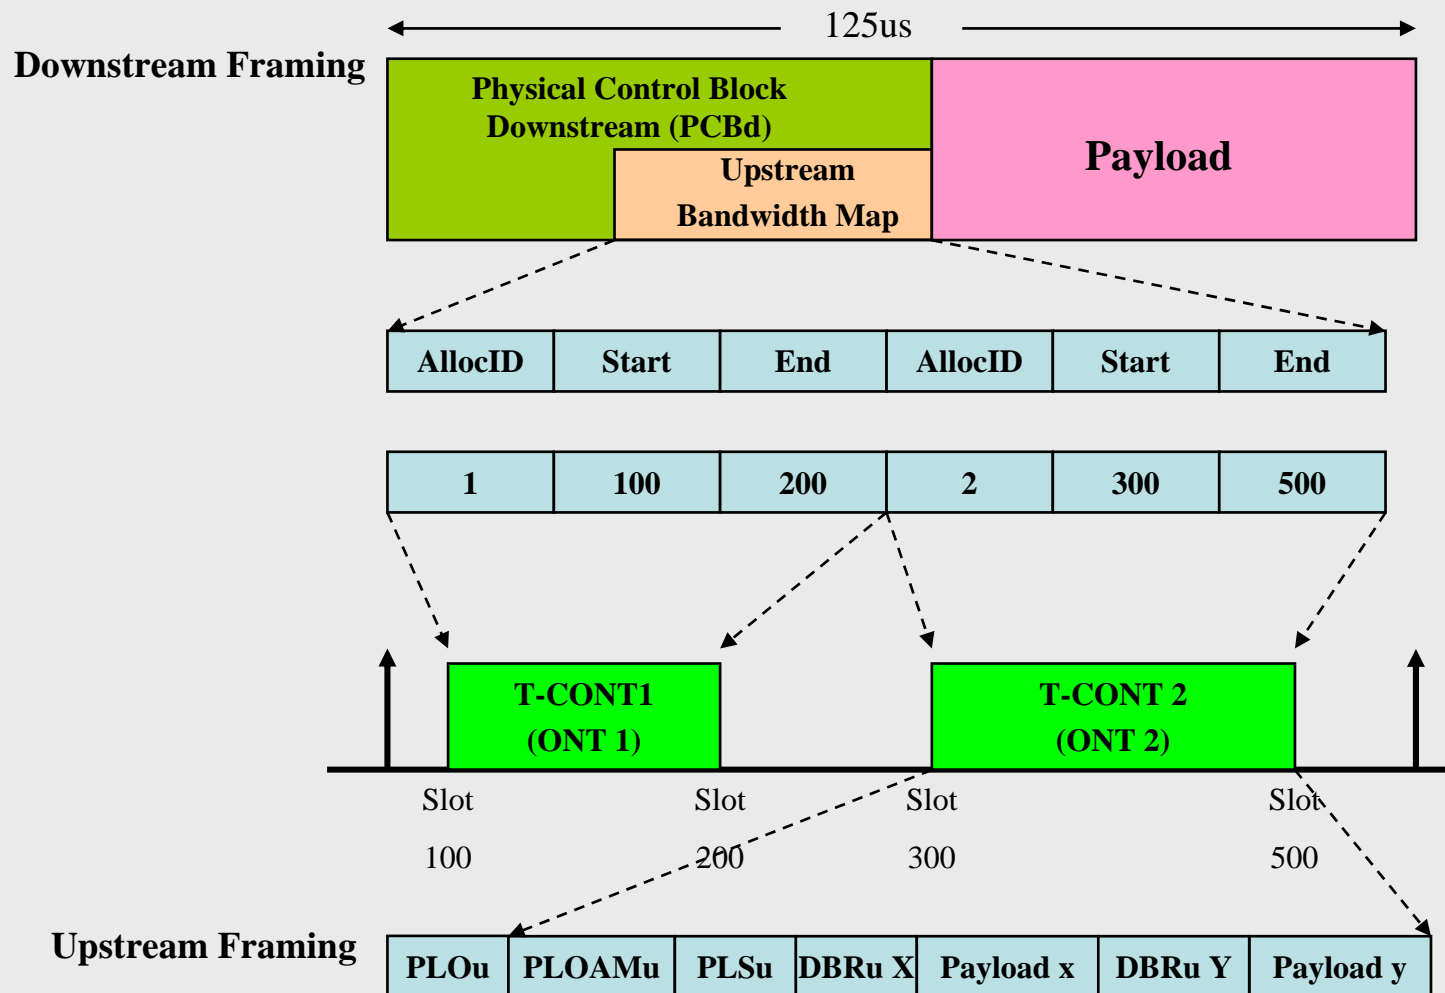 125us
Downstream Framing
Physical Control Block
Downstream (PCBd)
Upstream
Bandwidth Map
Payload
AllocID Start End AllocID Start End
1 100 200 2 300 500
T-CONT1
(ONT 1)
T-CONT 2
(ONT 2)
Slot Slot Slot Slot
100 200 300 500
Upstream Framing
PLOu PLOAMu PLSu DBRu X Payload x DBRu Y Payload y